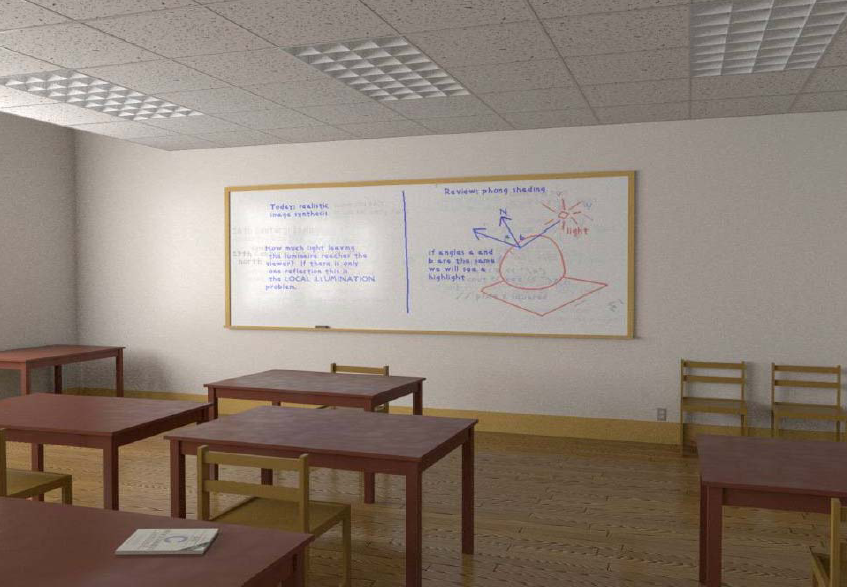 Today: realistic
image synthesis
How much light leaving
the luminaire reaches the
viewer? If there is only
one reflection this is
the LOCAL ILLUMINATION
problem.
Review: phong shading
N
light
a b
if angles a and
b are the same
we will see a
highlight